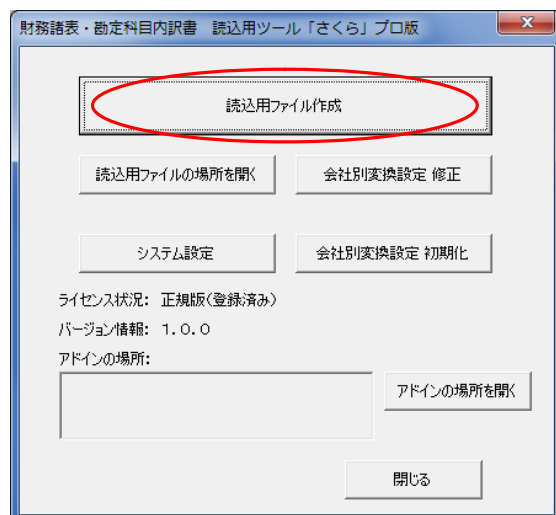 財務諸表・勘定科目内訳書　読込用ツール「さくら」プロ版
読込用ファイル作成
読込用ファイルの場所を開く
会社別変換設定 修正
システム設定
会社別変換設定 初期化
ライセンス状況: 正規版(登録済み)
バージョン情報: １.０.０
アドインの場所:
アドインの場所を開く
閉じる